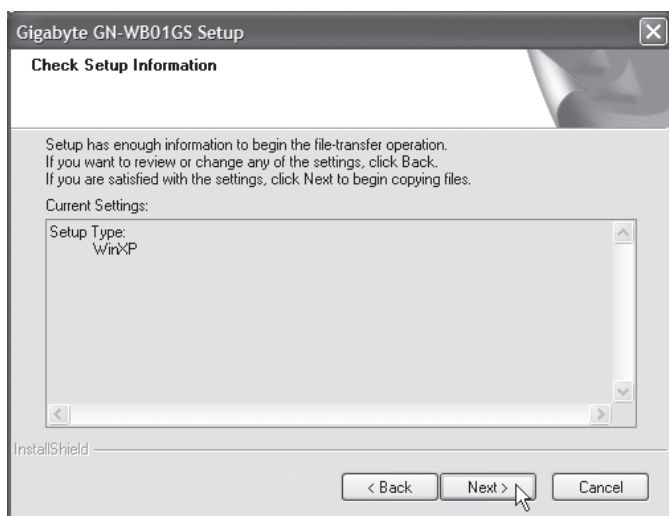 Gigabyte GN-WB01GS Setup
Check Setup Information
Setup has enough information to begin the file-transfer operation.
If you want to review or change any of the settings, click Back.
If you are satisfied with the settings, click Next to begin copying files.
Current Settings:
Setup Type:
WinXP
InstallShield
< Back Next > Cancel